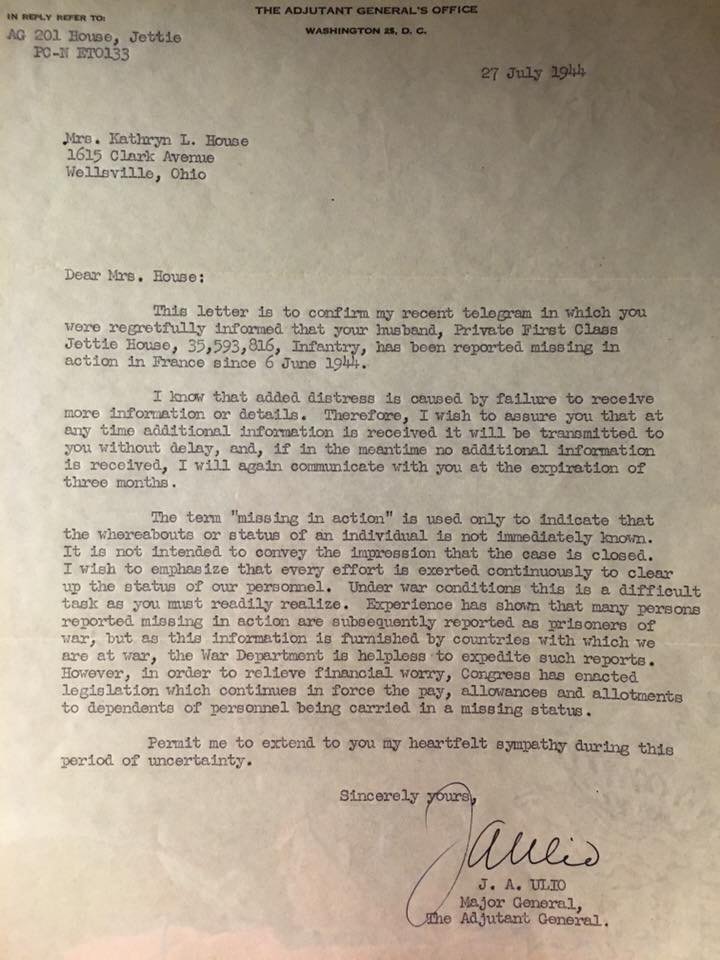 THE ADJUTANT GENERAL'S OFFICE
WASHINGTON 25, D. C.
IN REPLY REFER TO:
AG 201 House, Jettie
PC-N ETO133
27 July 1944
Mrs. Kathryn L. House
1615 Clark Avenue
Wellsville, Ohio
Dear Mrs. House:
This letter is to confirm my recent telegram in which you
were regretfully informed that your husband, Private First Class
Jettie House, 35,593,816, Infantry, has been reported missing in
action in France since 6 June 1944.
I know that added distress is caused by failure to receive
more information or details. Therefore, I wish to assure you that at
any time additional information is received it will be transmitted to
you without delay, and, if in the meantime no additional information
is received, I will again communicate with you at the expiration of
three months.
The term "missing in action" is used only to indicate that
the whereabouts or status of an individual is not immediately known.
It is not intended to convey the impression that the case is closed.
I wish to emphasize that every effort is exerted continuously to clear
up the status of our personnel. Under war conditions this is a difficult
task as you must readily realize. Experience has shown that many persons
reported missing in action are subsequently reported as prisoners of
war, but as this information is furnished by countries with which we
are at war, the War Department is helpless to expedite such reports.
However, in order to relieve financial worry, Congress has enacted
legislation which continues in force the pay, allowances and allotments
to dependents of personnel being carried in a missing status.
Permit me to extend to you my heartfelt sympathy during this
period of uncertainty.
Sincerely yours,
J A Ulio
J. A. ULIO
Major General,
The Adjutant General.